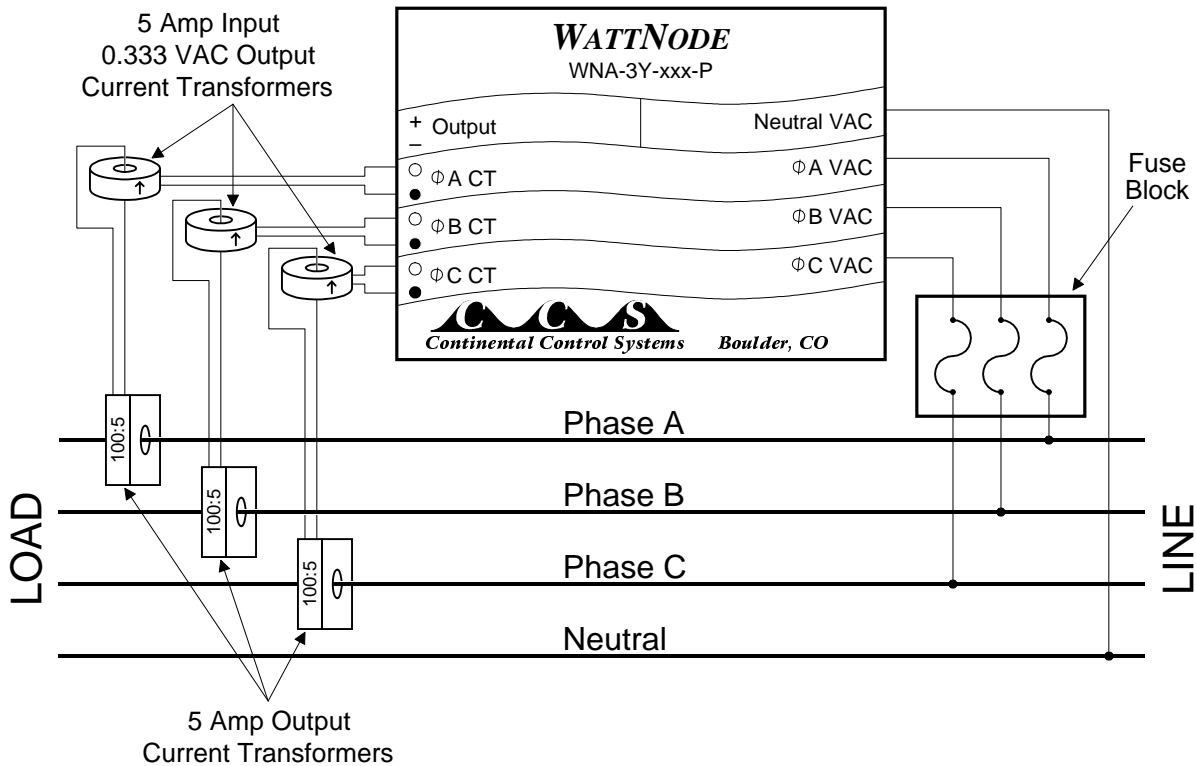 5 Amp Input
0.333 VAC Output
Current Transformers
WATTNODE
WNA-3Y-xxx-P
+
–
Output
Neutral VAC
ΦA CT
ΦA VAC
ΦB CT
ΦB VAC
ΦC CT
ΦC VAC
C C S
Continental Control Systems
Boulder, CO
Fuse
Block
100:5
Phase A
100:5
Phase B
100:5
Phase C
Neutral
LOAD
LINE
5 Amp Output
Current Transformers